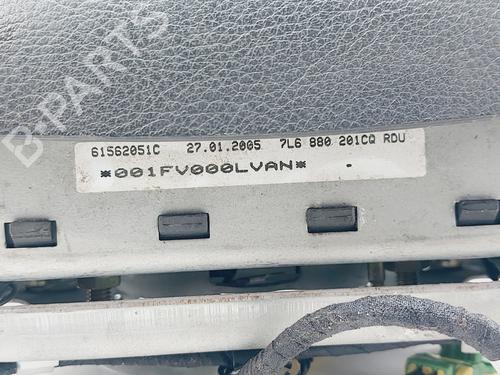 B-PARTS
61562051C 27.01.2005 7L6 880 201CQ RDU
*001FV000LVAN*